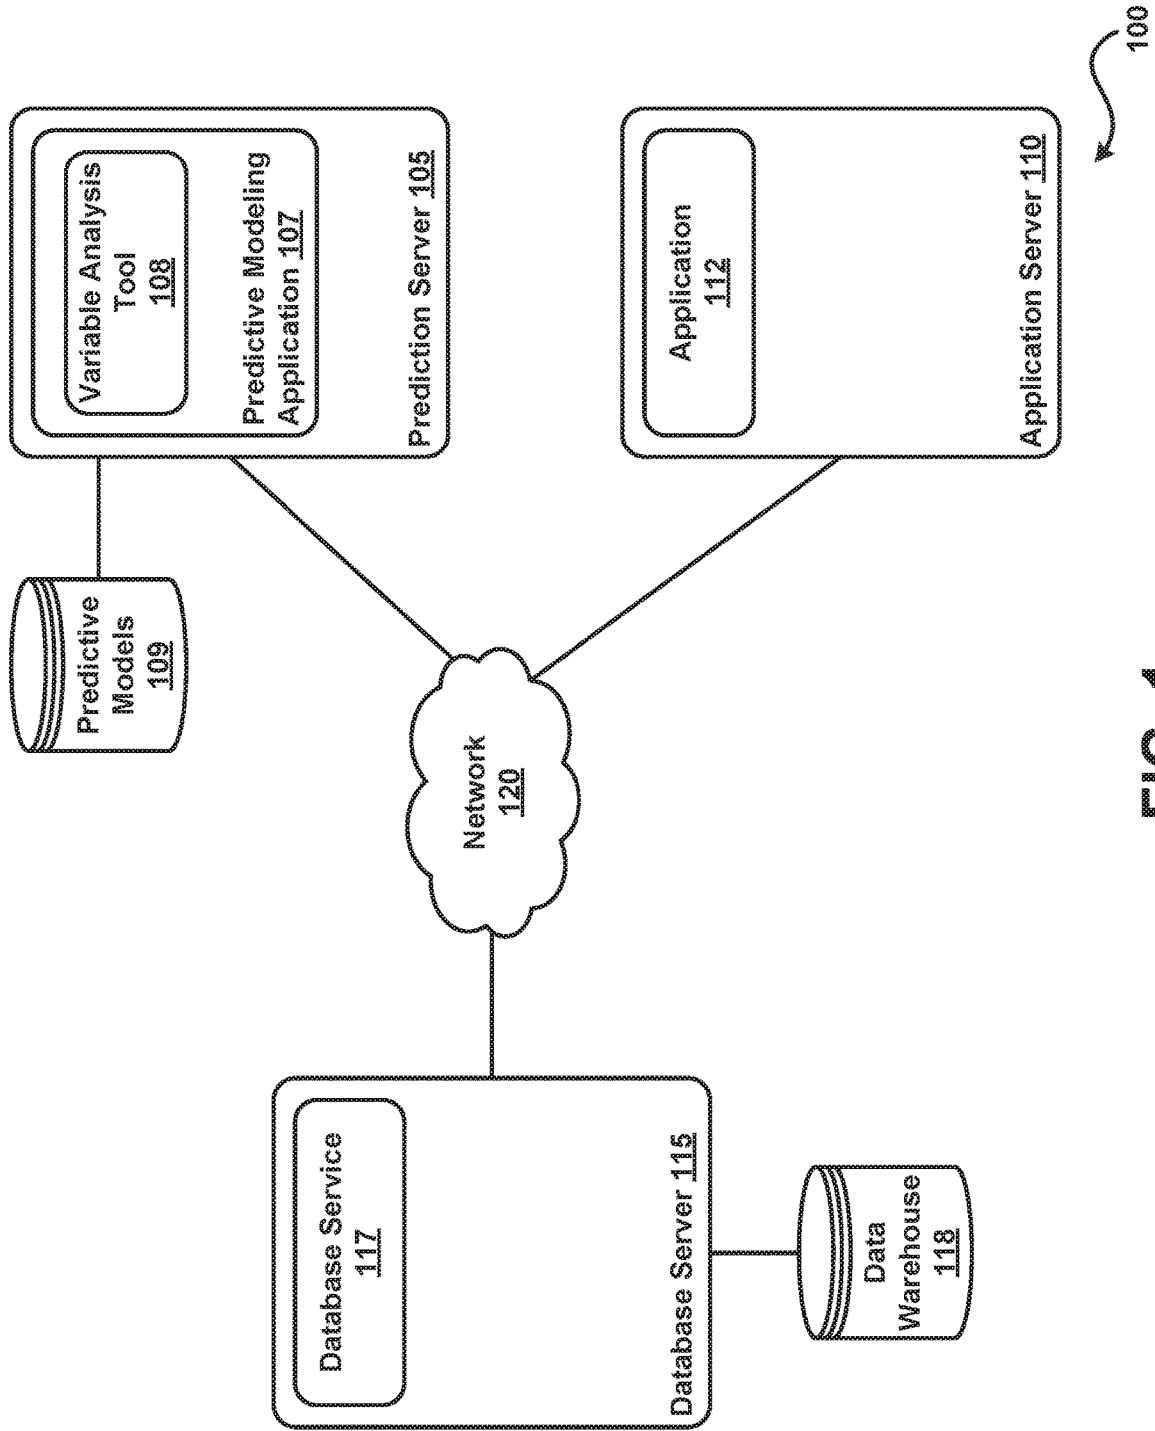 Database Service
117
Database Server 115
Data
Warehouse
118
Network
120
Predictive
Models
109
Variable Analysis
Tool
108
Predictive Modeling
Application 107
Prediction Server 105
Application
112
Application Server 110
100